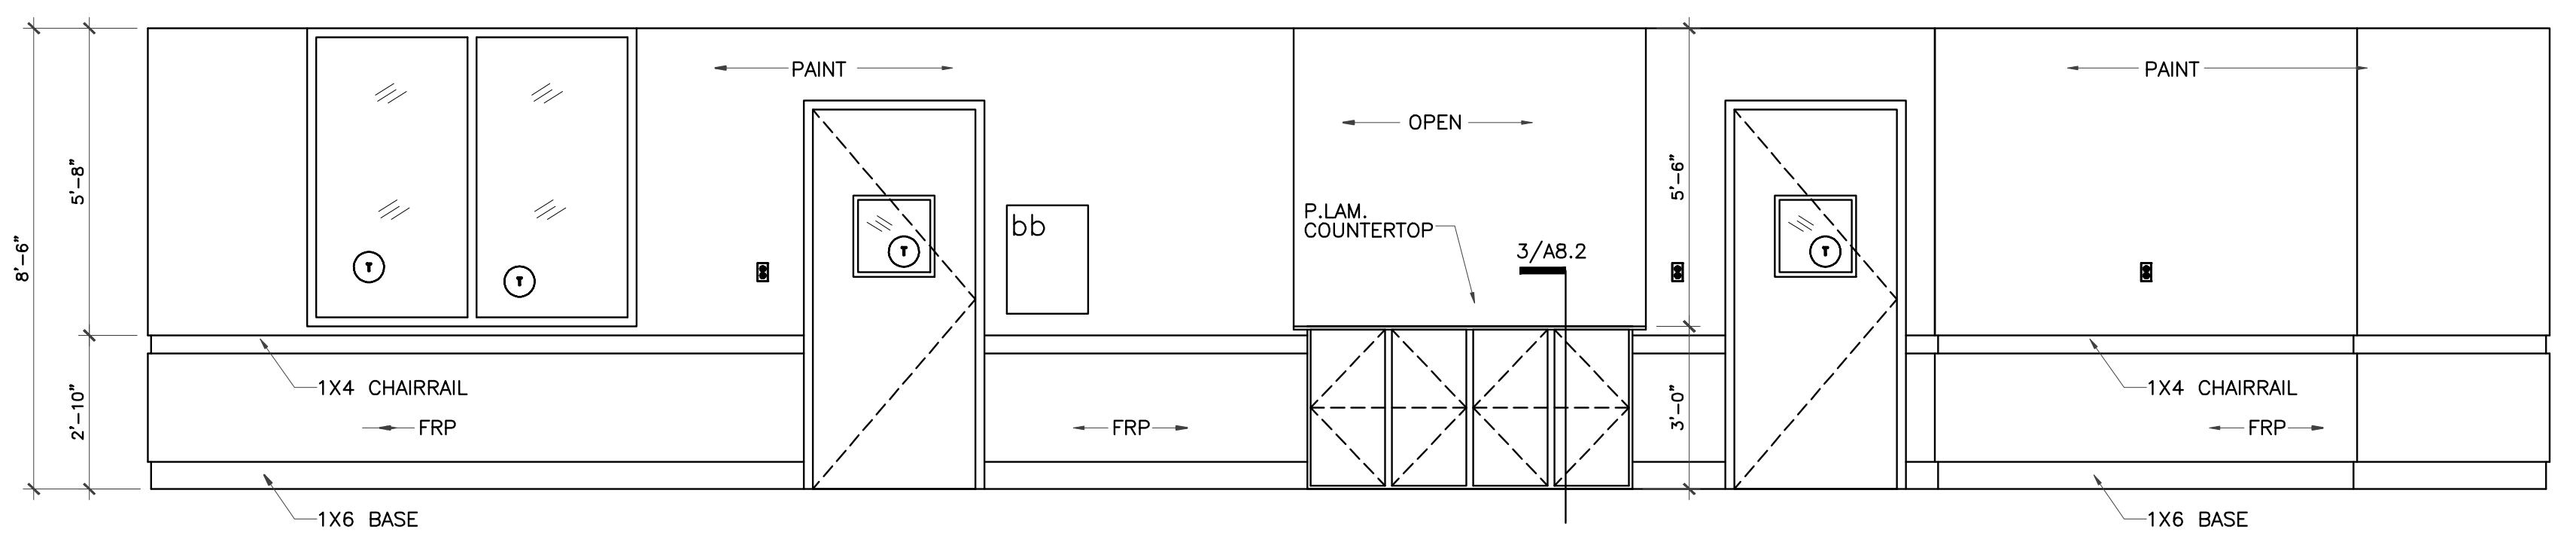 PAINT
PAINT
OPEN
5'-8"
5'-6"
8'-6"
P.LAM.
COUNTERTOP
bb
3/A8.2
T
T
T
T
2'-10"
3'-0"
1X4 CHAIRRAIL
1X4 CHAIRRAIL
FRP
FRP
FRP
1X6 BASE
1X6 BASE